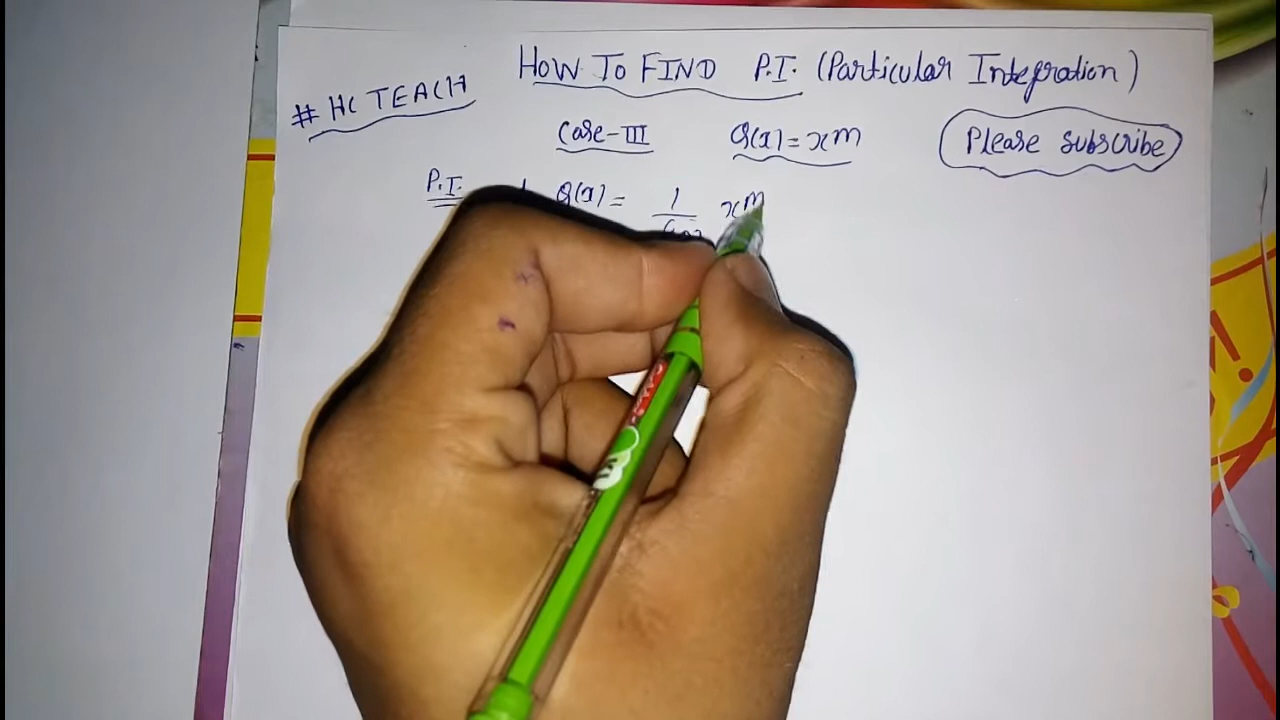 HOW TO FIND P.I. (Particular Integration)
# HC TEACH
Case-III Q(x) = x^m Please subscribe
P.I. Q(x) = 1 x^m